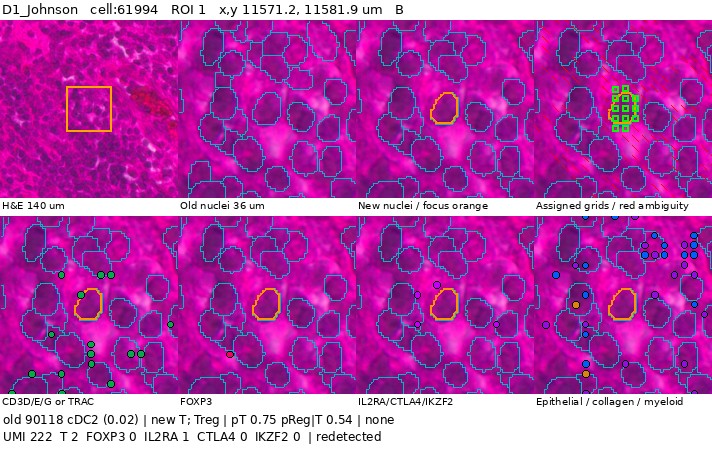 D1_Johnson   cell:61994   ROI 1   x,y 11571.2, 11581.9 um   B
H&E 140 um
Old nuclei 36 um
New nuclei / focus orange
Assigned grids / red ambiguity
CD3D/E/G or TRAC
FOXP3
IL2RA/CTLA4/IKZF2
Epithelial / collagen / myeloid
old 90118 cDC2 (0.02) | new T; Treg | pT 0.75 pReg|T 0.54 | none
UMI 222  T 2  FOXP3 0  IL2RA 1  CTLA4 0  IKZF2 0  | redetected